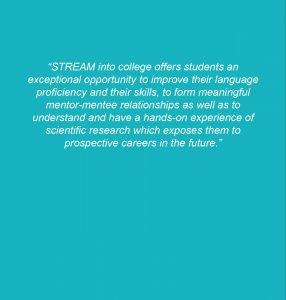 “STREAM into college offers students an
exceptional opportunity to improve their language
proficiency and their skills, to form meaningful
mentor-mentee relationships as well as to
understand and have a hands-on experience of
scientific research which exposes them to
prospective careers in the future.”